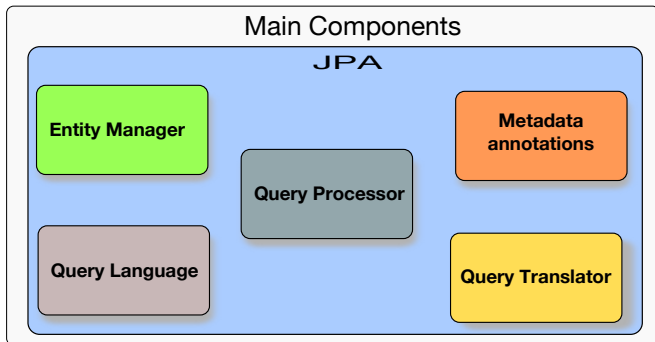 Main Components
JPA
Entity Manager
Metadata
annotations
Query Processor
Query Language
Query Translator